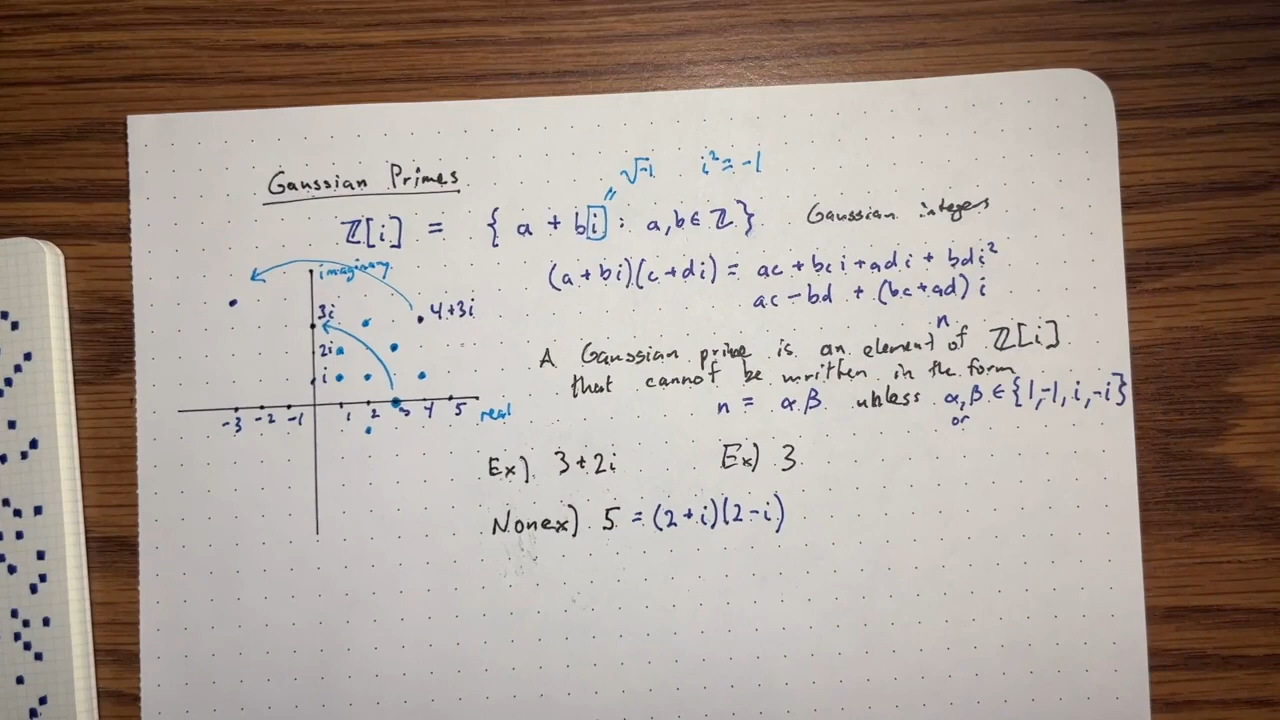 Gaussian Primes
√-1 i² = -1
ℤ[i] = { a + bi : a, b ∈ ℤ } Gaussian integers
(a+bi)(c+di) = ac + bci + adi + bdi²
ac - bd + (bc+ad) i
imaginary
3i
4+3i
2i
i
-3 -2 -1 1 2 3 4 5 real
A Gaussian prime is an element n of ℤ[i]
that cannot be written in the form
n = α·β unless α, β ∈ {1,-1, i, -i}
or
Ex) 3+2i Ex) 3
Nonex) 5 = (2+i)(2-i)